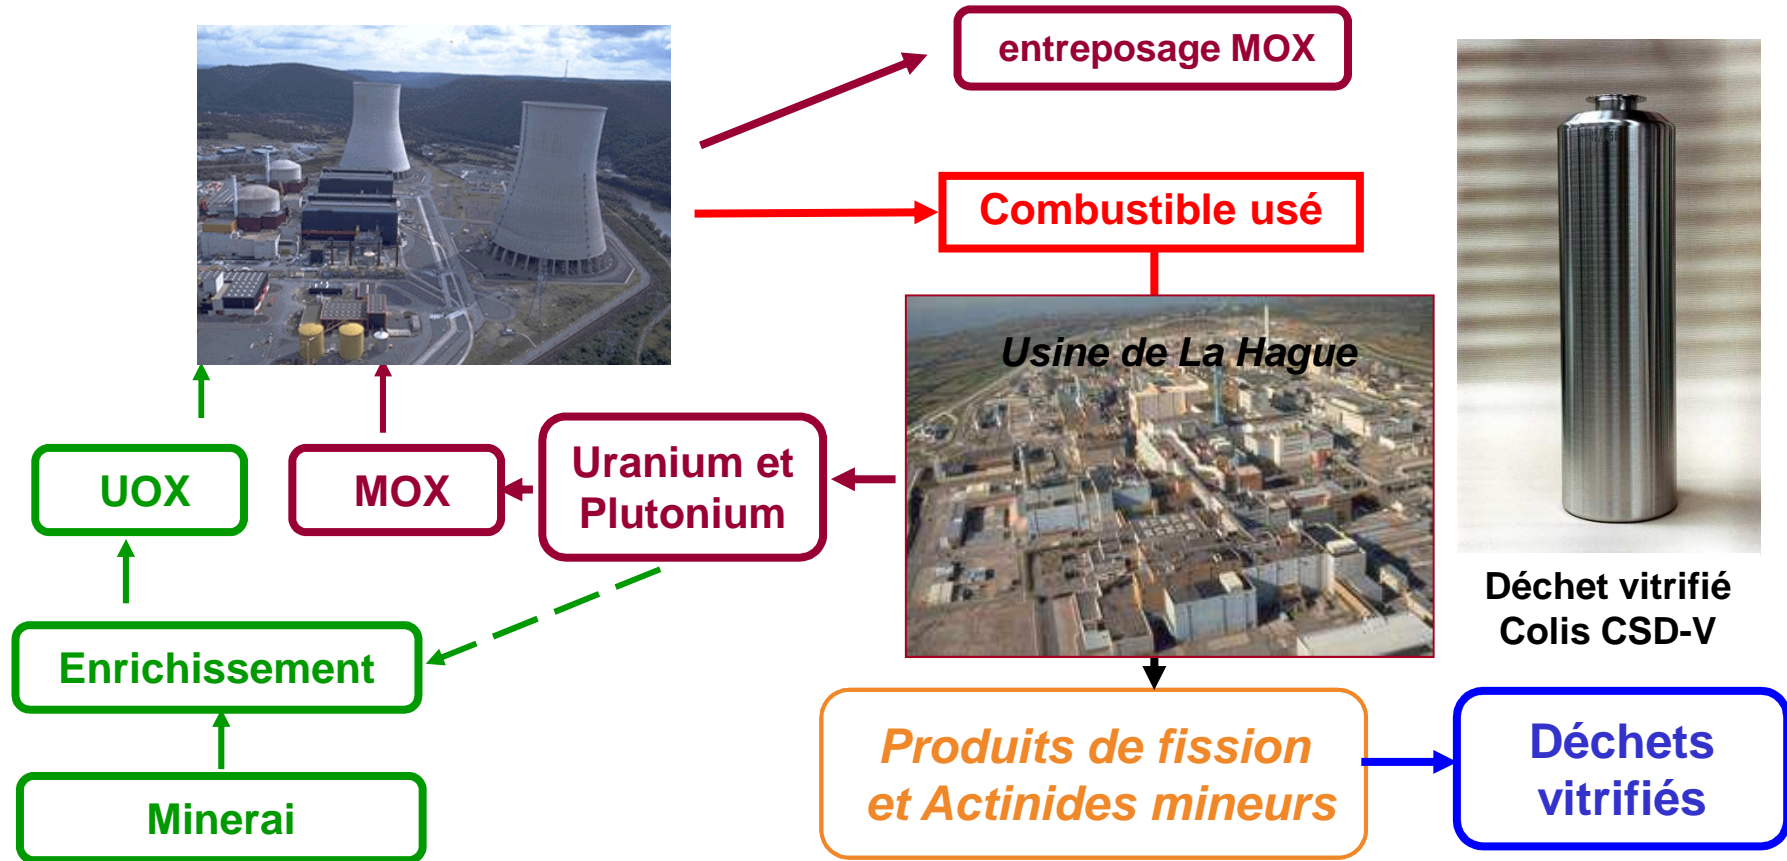 entreposage MOX
Combustible usé
Usine de La Hague
UOX
MOX
Uranium et
Plutonium
Déchet vitrifié
Colis CSD-V
Enrichissement
Minerai
Produits de fission
et Actinides mineurs
Déchets
vitrifiés